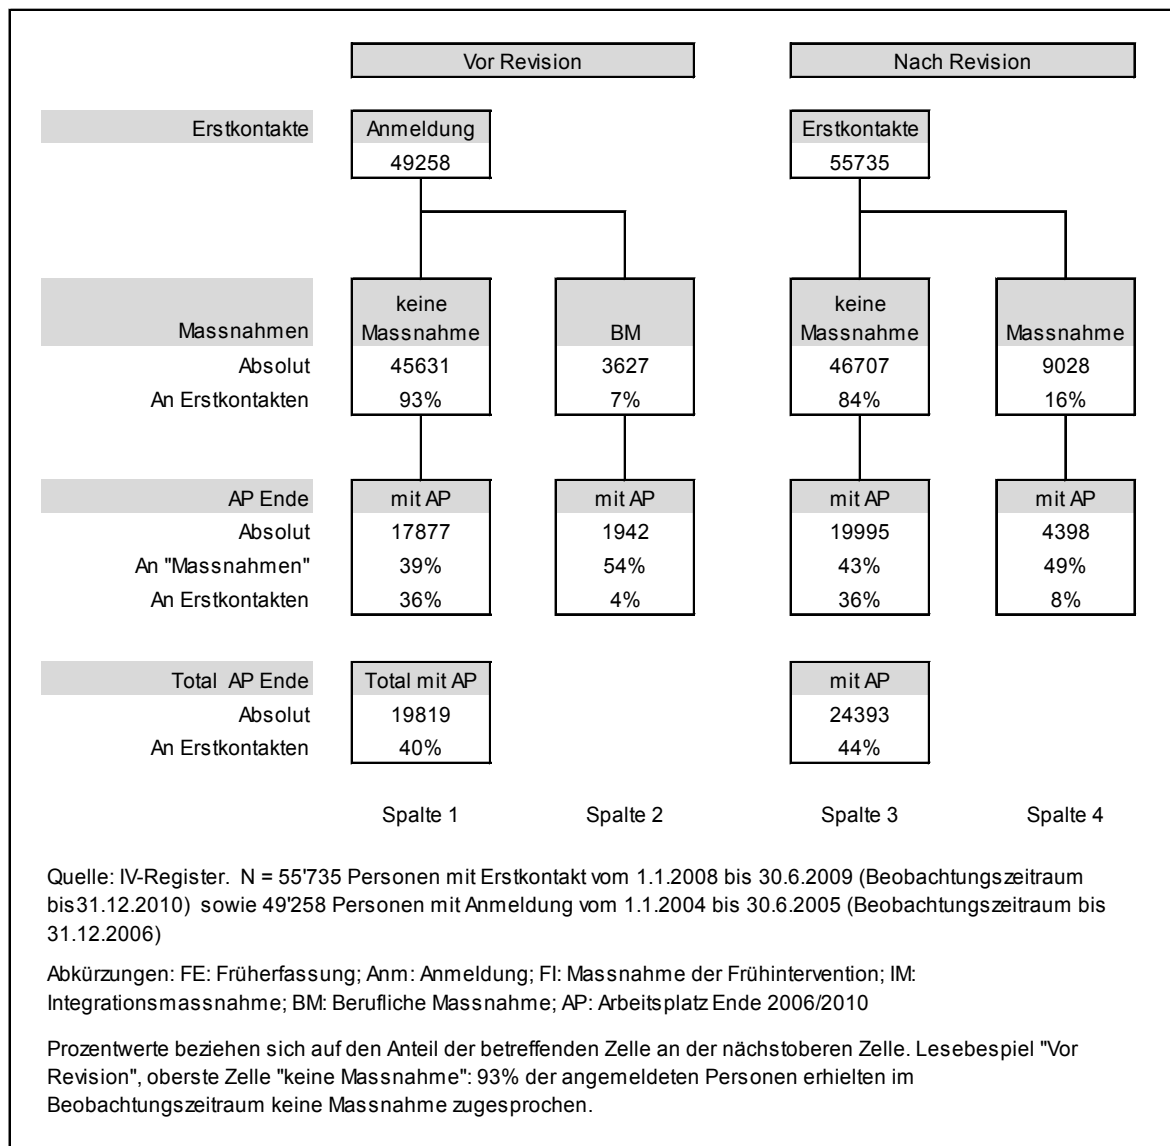 Vor Revision Nach Revision
Erstkontakte Anmeldung Erstkontakte
49258 55735
keine keine
Massnahmen Massnahme BM Massnahme Massnahme
Absolut 45631 3627 46707 9028
An Erstkontakten 93% 7% 84% 16%
AP Ende mit AP mit AP mit AP mit AP
Absolut 17877 1942 19995 4398
An "Massnahmen" 39% 54% 43% 49%
An Erstkontakten 36% 4% 36% 8%
Total AP Ende Total mit AP mit AP
Absolut 19819 24393
An Erstkontakten 40% 44%
Spalte 1 Spalte 2 Spalte 3 Spalte 4
Quelle: IV-Register. N = 55'735 Personen mit Erstkontakt vom 1.1.2008 bis 30.6.2009 (Beobachtungszeitraum
bis31.12.2010) sowie 49'258 Personen mit Anmeldung vom 1.1.2004 bis 30.6.2005 (Beobachtungszeitraum bis
31.12.2006)
Abkürzungen: FE: Früherfassung; Anm: Anmeldung; FI: Massnahme der Frühintervention; IM:
Integrationsmassnahme; BM: Berufliche Massnahme; AP: Arbeitsplatz Ende 2006/2010
Prozentwerte beziehen sich auf den Anteil der betreffenden Zelle an der nächstoberen Zelle. Lesebespiel "Vor
Revision", oberste Zelle "keine Massnahme": 93% der angemeldeten Personen erhielten im
Beobachtungszeitraum keine Massnahme zugesprochen.